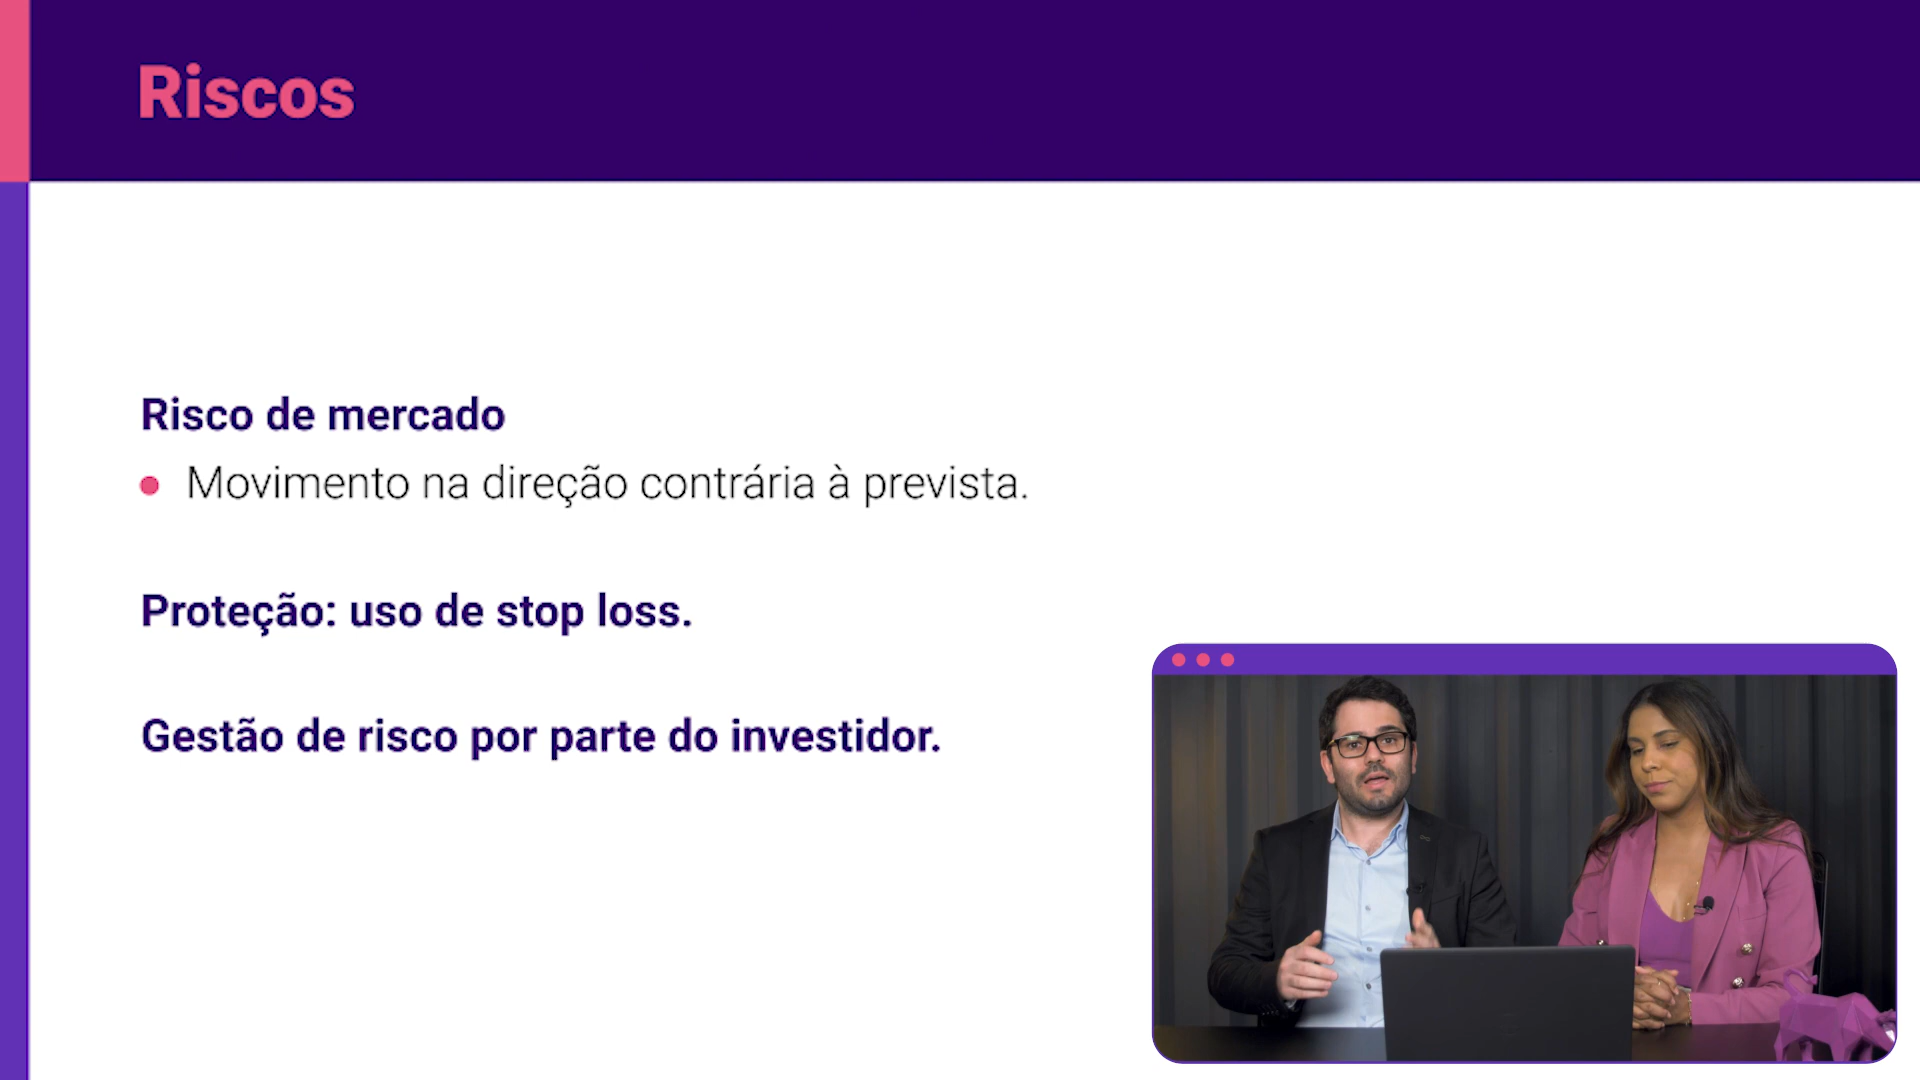 Riscos
Risco de mercado
Movimento na direção contrária à prevista.
Proteção: uso de stop loss.
Gestão de risco por parte do investidor.